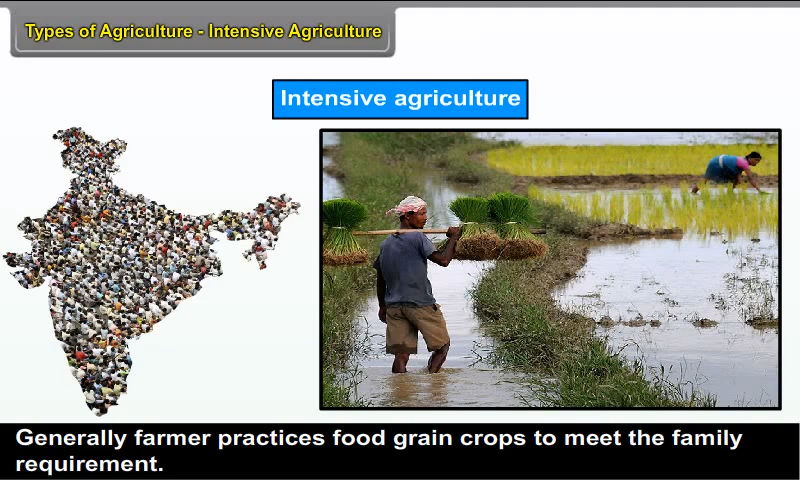 Types of Agriculture - Intensive Agriculture
Intensive agriculture
Generally farmer practices food grain crops to meet the family
requirement.